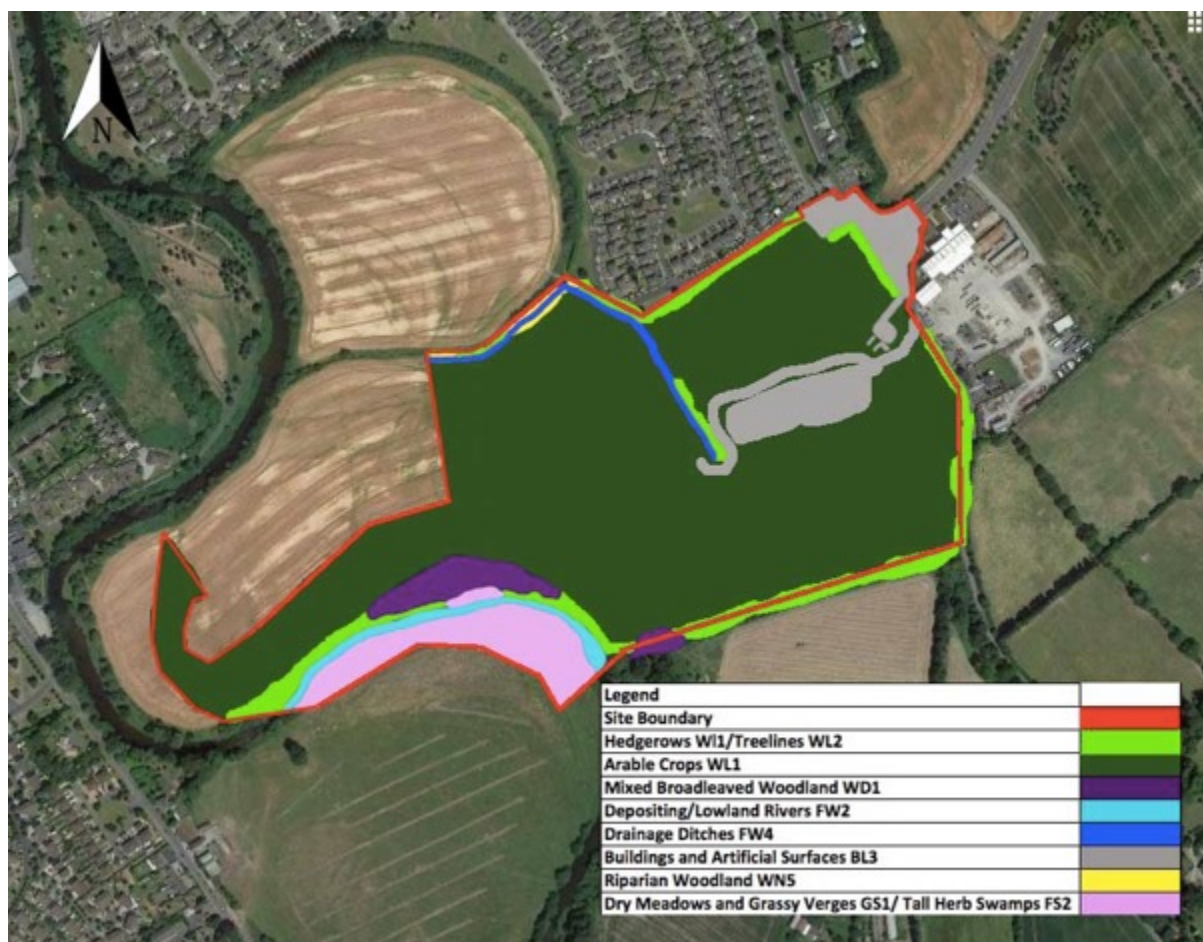 N
Legend
Site Boundary
Hedgerows Wl1/Treelines WL2
Arable Crops WL1
Mixed Broadleaved Woodland WD1
Depositing/Lowland Rivers FW2
Drainage Ditches FW4
Buildings and Artificial Surfaces BL3
Riparian Woodland WN5
Dry Meadows and Grassy Verges GS1/ Tall Herb Swamps FS2